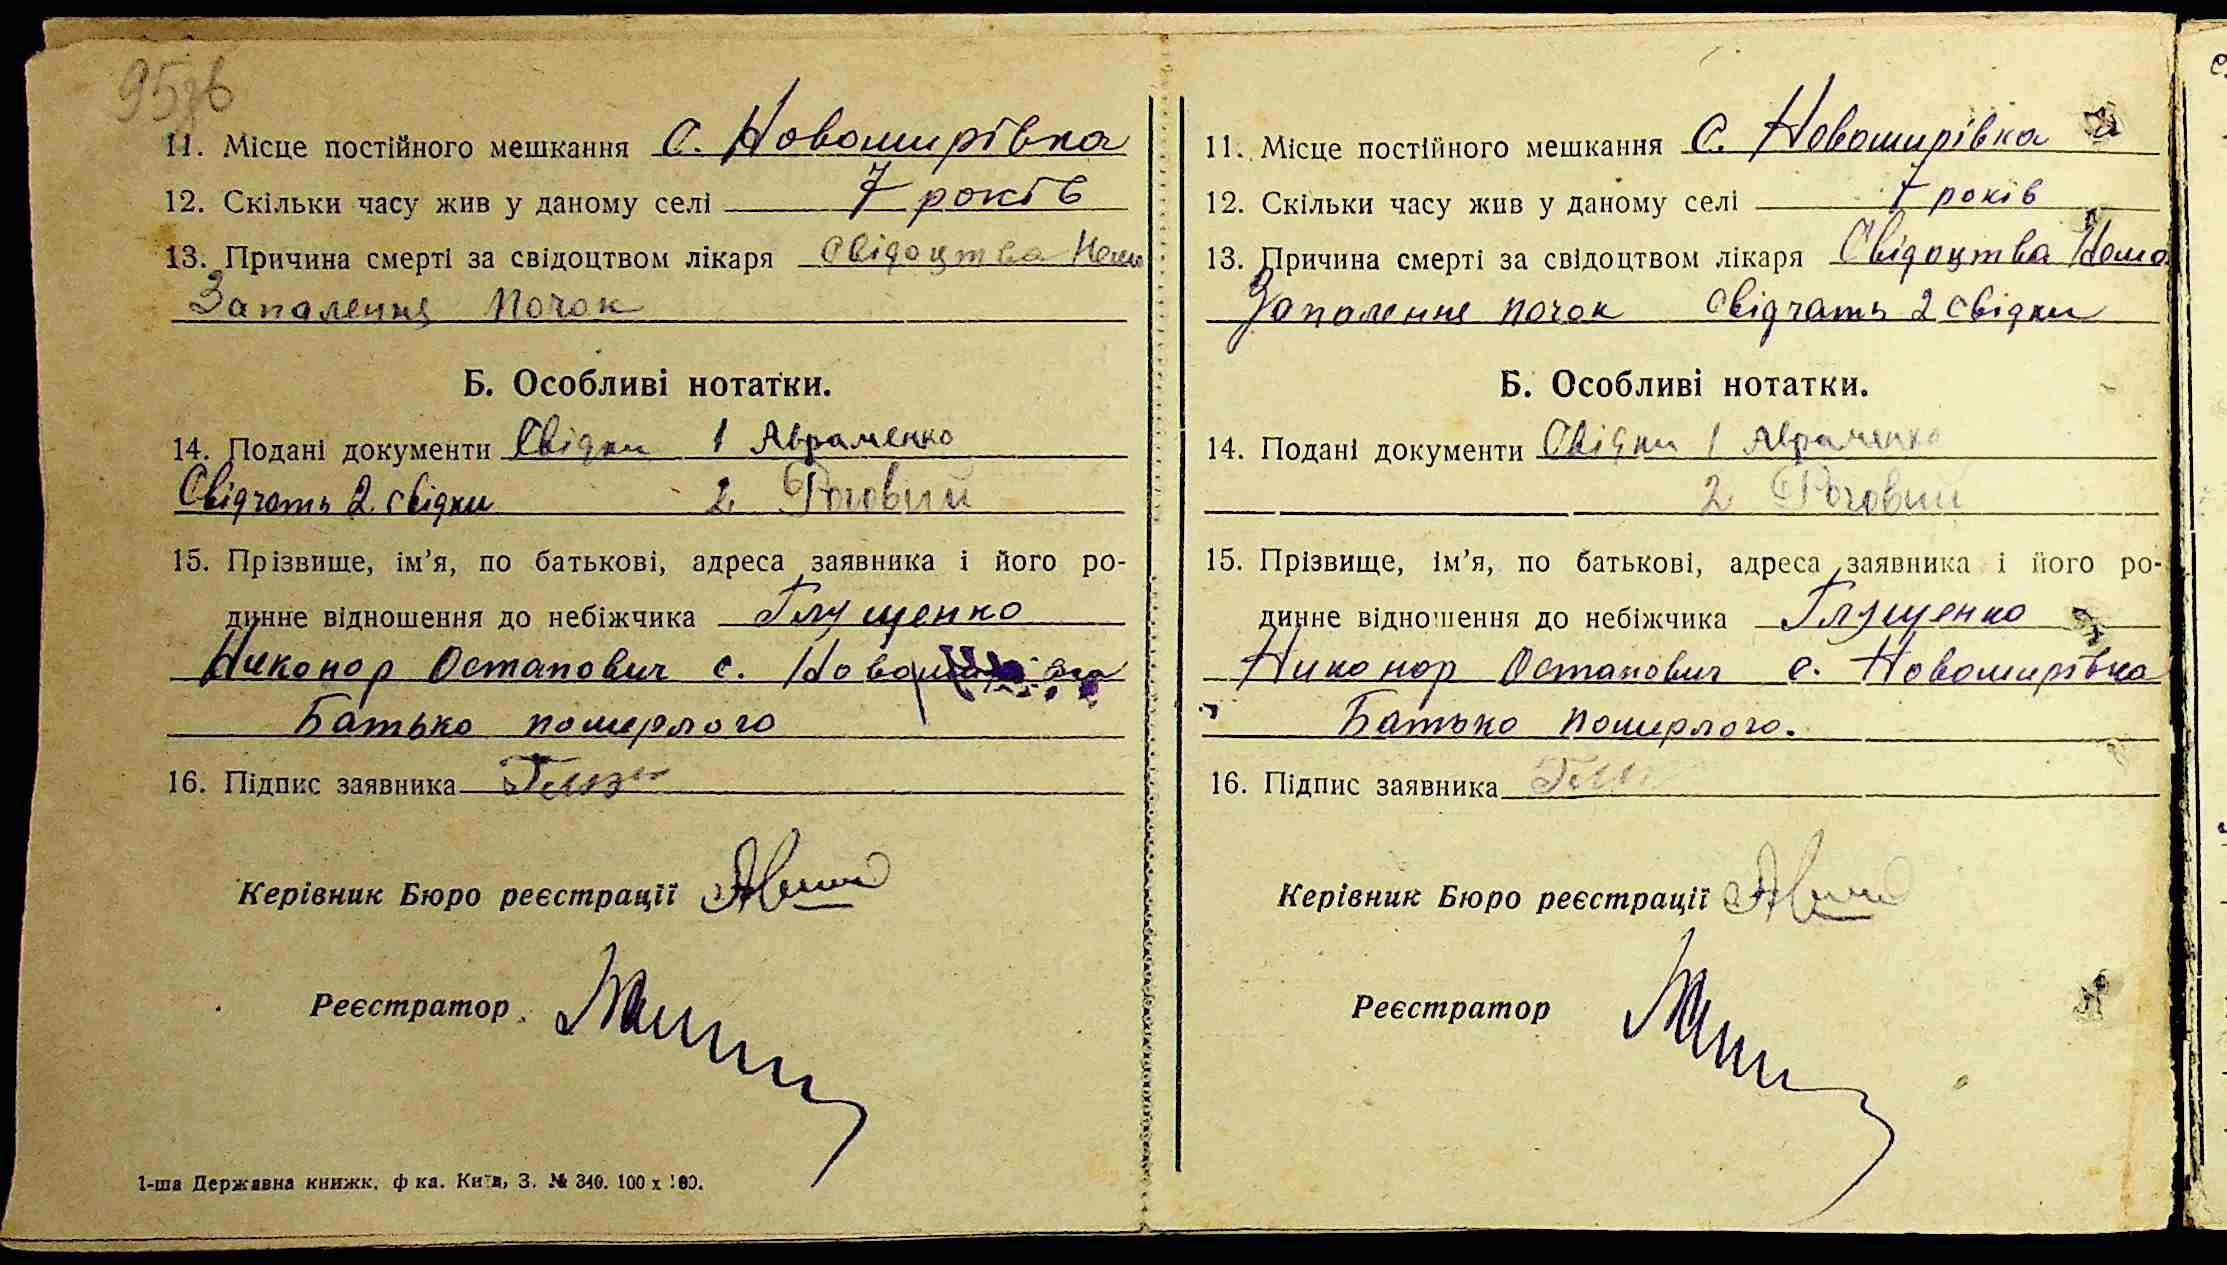 95зв
11. Місце постійного мешкання с. Новомирівка
12. Скільки часу жив у даному селі 7 років
13. Причина смерті за свідоцтвом лікаря Свідоцтва Нема
Запалення почок
Б. Особливі нотатки.
14. Подані документи Свідки 1 Авраменко
Свідчать 2 свідки 2. Роговий
15. Прізвище, ім’я, по батькові, адреса заявника і його ро-
динне відношення до небіжчика Глущенко
Никонор Остапович с.
Батько померлого
16. Підпис заявника
Керівник Бюро реєстрації
Реєстратор
1-ша Державна книжк. ф ка. Київ, З. № 340. 100 х 100.
11. Місце постійного мешкання с. Новомирівка
12. Скільки часу жив у даному селі 7 років
13. Причина смерті за свідоцтвом лікаря Свідоцтва Нема
Запаление почок Свідчать 2 свідки
Б. Особливі нотатки.
14. Подані документи Свідки 1 Авраменко
2 Роговий
15. Прізвище, ім’я, по батькові, адреса заявника і його ро-
динне відношення до небіжчика Глущенко
Никонор Остапович с. Новомирівка
Батько померлого.
16. Підпис заявника
Керівник Бюро реєстрації
Реєстратор